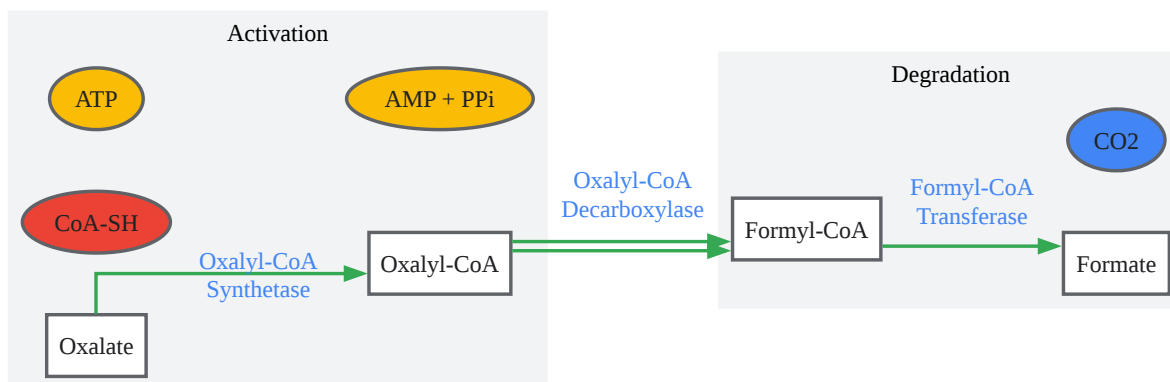 Activation
ATP
AMP + PPi
CoA-SH
Oxalyl-CoA
Synthetase
Oxalate
Oxalyl-CoA
Oxalyl-CoA
Decarboxylase
Degradation
CO2
Formyl-CoA
Formyl-CoA
Transferase
Formate